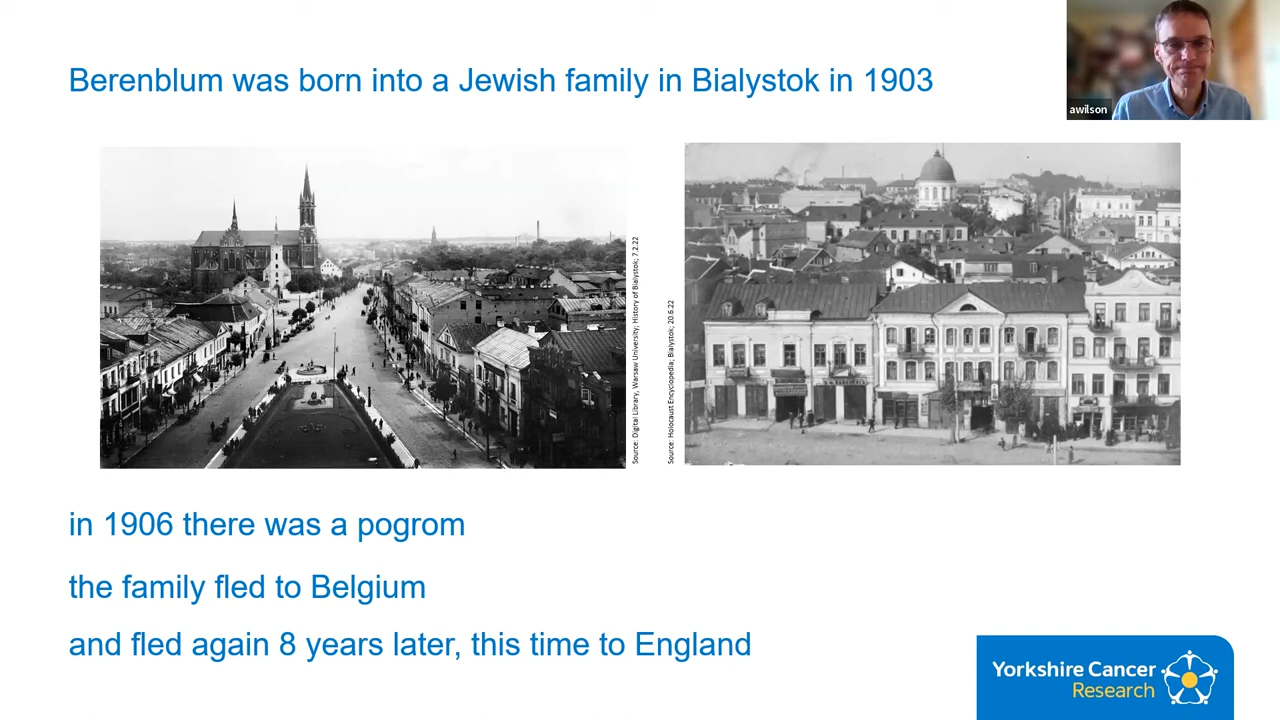 Berenblum was born into a Jewish family in Bialystok in 1903
awilson
Source: Digital Library, Warsaw University; History of Bialystok; 7.2.22
Source: Holocaust Encyclopedia; Bialystok; 20.6.22
in 1906 there was a pogrom
the family fled to Belgium
and fled again 8 years later, this time to England
Yorkshire Cancer
Research